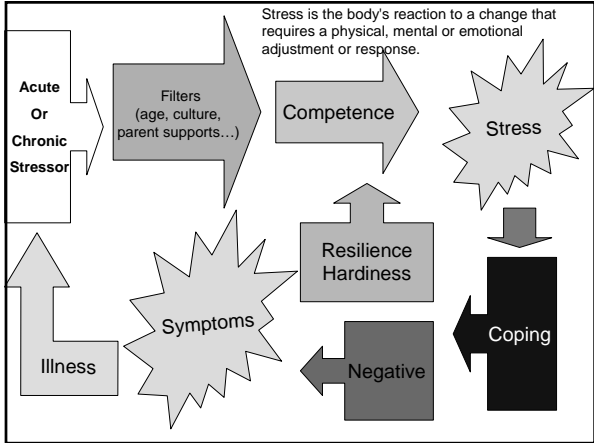 Stress is the body's reaction to a change that
requires a physical, mental or emotional
adjustment or response.
Acute
Or
Chronic
Stressor
Filters
(age, culture,
parent supports…)
Competence
Stress
Resilience
Hardiness
Coping
Negative
Symptoms
Illness